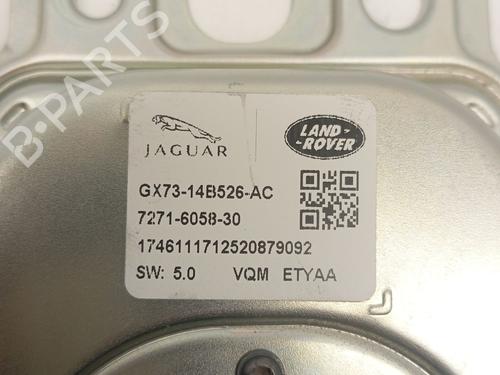 B-PARTS
JAGUAR
LAND
ROVER
GX73-14B526-AC
7271-6058-30
1746111712520879092
SW: 5.0 VQM ETYAA